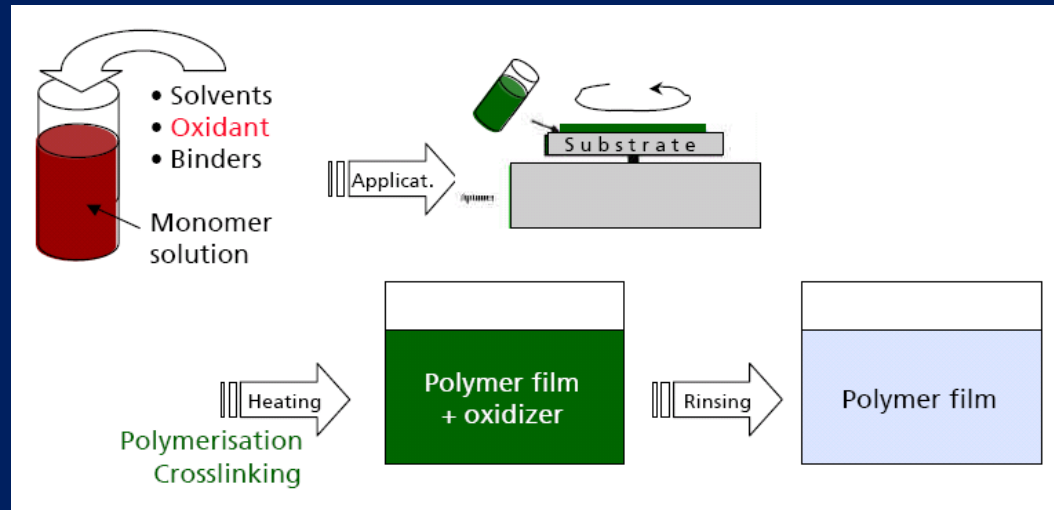 • Solvents
• Oxidant
• Binders
Monomer
solution
Applicat.
Substrate
Heating
Polymerisation
Crosslinking
Polymer film
+ oxidizer
Rinsing
Polymer film